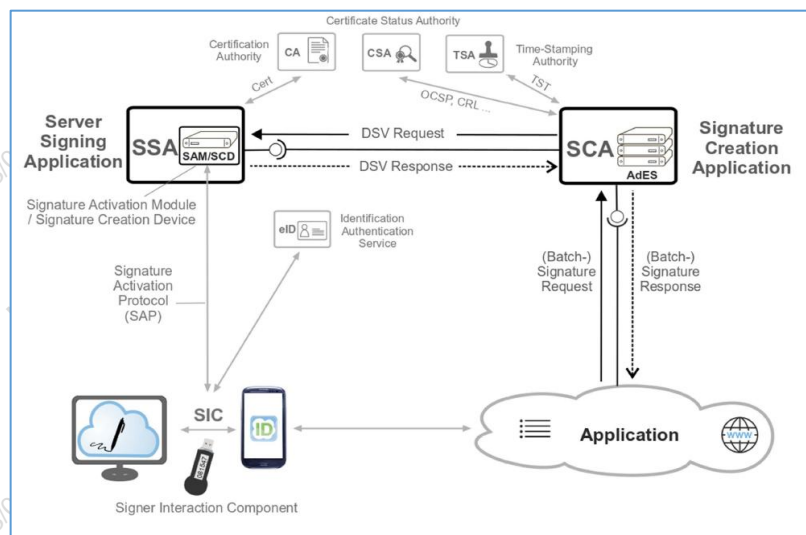 Certificate Status Authority
Certification
Authority
CA
CSA
TSA
Time-Stamping
Authority
Cert
OCSP, CRL ...
TST
Server
Signing
Application
SSA
SAM/SCD
DSV Request
DSV Response
SCA
AdES
Signature
Creation
Application
Signature Activation Module
/ Signature Creation Device
eID
Identification
Authentication
Service
Signature
Activation
Protocol
(SAP)
(Batch-)
Signature
Request
(Batch-)
Signature
Response
SIC
ID
Application
WWW
Signer Interaction Component